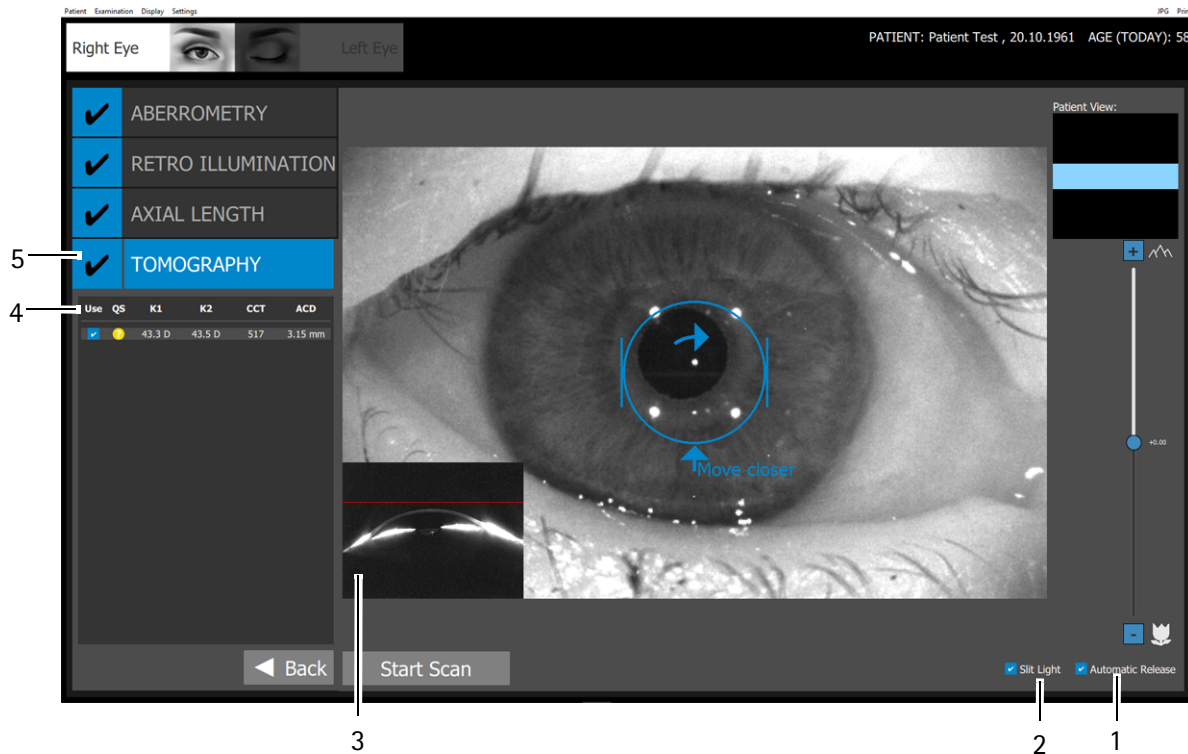 Patient Examination Display Settings JPG Prin
Right Eye Left Eye PATIENT: Patient Test , 20.10.1961 AGE (TODAY): 58
Patient View:
ABERROMETRY
RETRO ILLUMINATION
AXIAL LENGTH
5 TOMOGRAPHY
+
4 Use QS K1 K2 CCT ACD
? 43.3 D 43.5 D 517 3.15 mm
+0.00
Move closer
-
Back Start Scan Slit Light Automatic Release
3 2 1